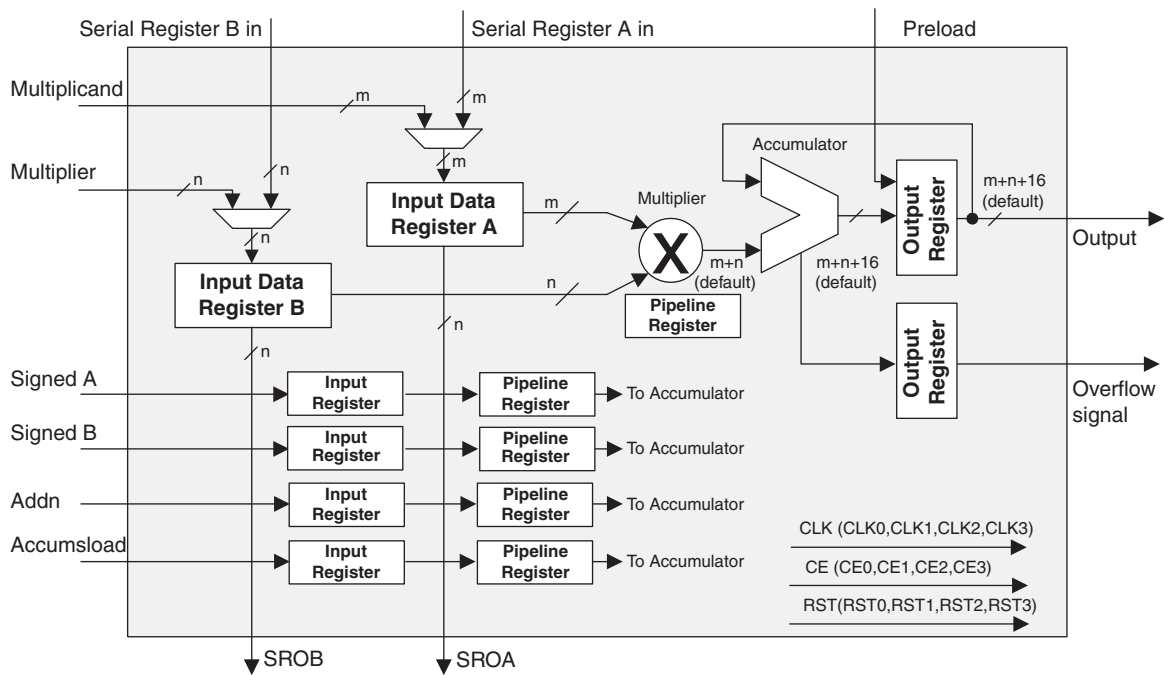 Serial Register B in
Serial Register A in
Preload
Multiplicand
m
m
Multiplier
n
n
m
n
Input Data
Register A
Input Data
Register B
m
n
n
n
Multiplier
X
Pipeline
Register
m+n
(default)
Accumulator
m+n+16
(default)
Output
Register
m+n+16
(default)
Output
Output
Register
Overflow
signal
Signed A
Input
Register
Pipeline
Register
To Accumulator
Signed B
Input
Register
Pipeline
Register
To Accumulator
Addn
Input
Register
Pipeline
Register
To Accumulator
Accumsload
Input
Register
Pipeline
Register
To Accumulator
CLK (CLK0,CLK1,CLK2,CLK3)
CE (CE0,CE1,CE2,CE3)
RST(RST0,RST1,RST2,RST3)
SROB
SROA